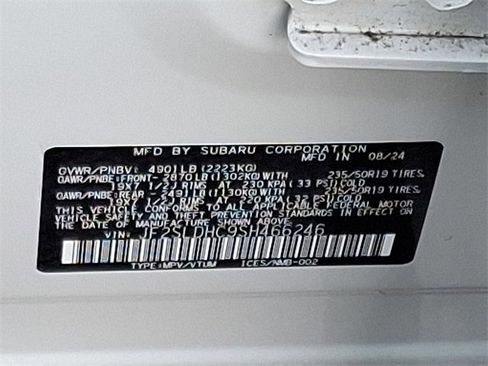 MFD BY SUBARU CORPORATION
GVWR/PNBV: 4901LB(2223KG) MFD IN 08/24
GAWR/PNBE:FRONT-2870LB(1302KG)WITH 235/50R19 TIRES.
19X7 1/2J RIMS AT 230 KPA(33 PSI)COLD
GAWR/PNBE:REAR -2491LB(1130KG)WITH 235/50R19 TIRES.
19X7 1/2J RIMS AT 220 KPA(32 PSI)COLD
THIS VEHICLE CONFORMS TO ALL APPLICABLE FEDERAL MOTOR
VEHICLE SAFETY AND THEFT PREVENTION STANDARDS IN EFFECT ON
THE DATE OF MANUFACTURE SHOWN ABOVE.
VIN: DHC9SH466246
TYPE:MPV/VTUM ICES/NMB-002